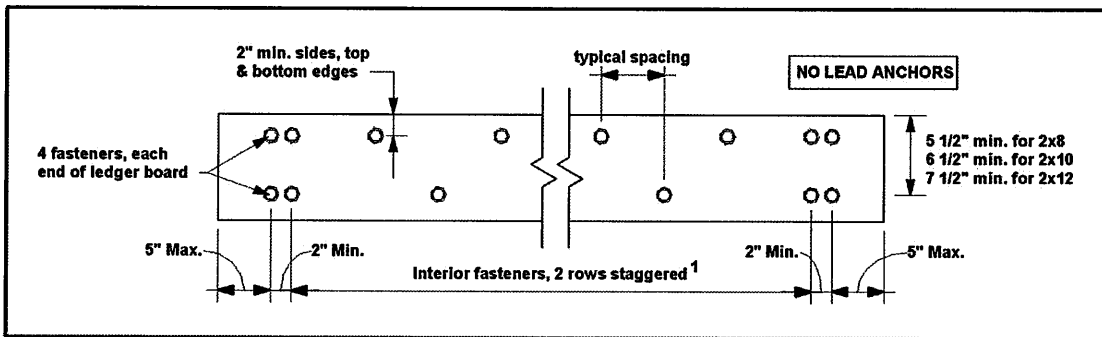 2" min. sides, top
& bottom edges
typical spacing
NO LEAD ANCHORS
4 fasteners, each
end of ledger board
5 1/2" min. for 2x8
6 1/2" min. for 2x10
7 1/2" min. for 2x12
5" Max.
2" Min.
Interior fasteners, 2 rows staggered 1
2" Min.
5" Max.